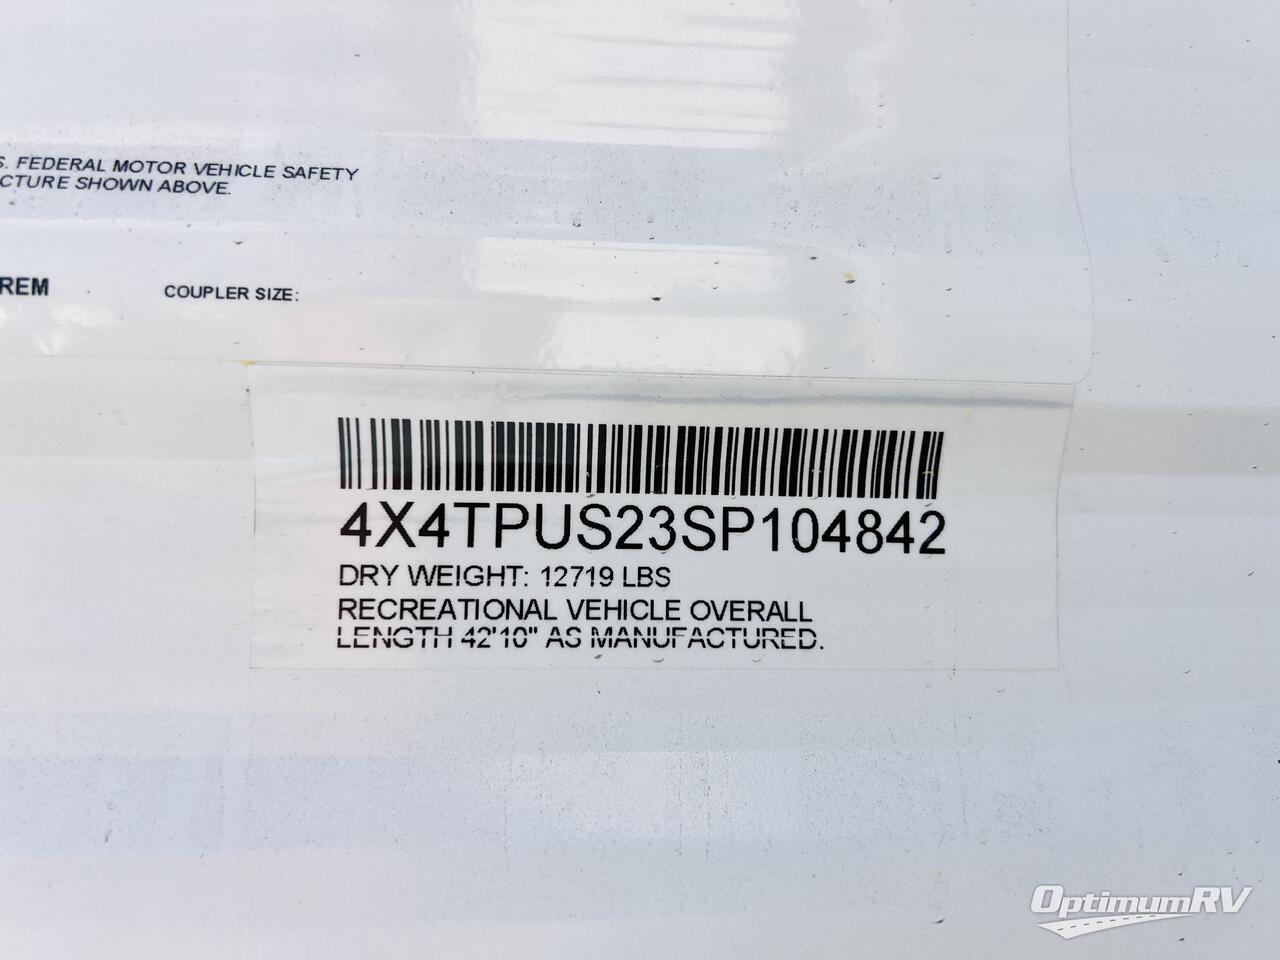 S. FEDERAL MOTOR VEHICLE SAFETY
CTURE SHOWN ABOVE.
REM
COUPLER SIZE:
4X4TPUS23SP104842
DRY WEIGHT: 12719 LBS
RECREATIONAL VEHICLE OVERALL
LENGTH 42'10" AS MANUFACTURED.
OptimumRV